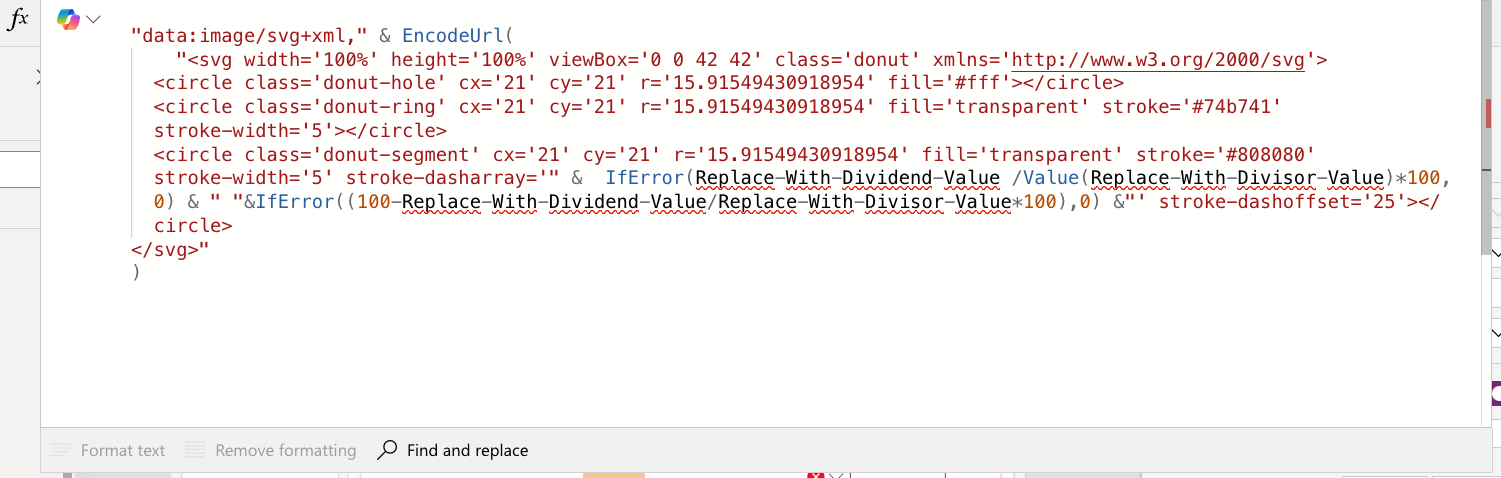 fx
"data:image/svg+xml," & EncodeUrl(
"<svg width='100%' height='100%' viewBox='0 0 42 42' class='donut' xmlns='http://www.w3.org/2000/svg'>
<circle class='donut-hole' cx='21' cy='21' r='15.91549430918954' fill='#fff'></circle>
<circle class='donut-ring' cx='21' cy='21' r='15.91549430918954' fill='transparent' stroke='#74b741'
stroke-width='5'></circle>
<circle class='donut-segment' cx='21' cy='21' r='15.91549430918954' fill='transparent' stroke='#808080'
stroke-width='5' stroke-dasharray='" &  IfError(Replace-With-Dividend-Value /Value(Replace-With-Divisor-Value)*100,
0) & " "&IfError((100-Replace-With-Dividend-Value/Replace-With-Divisor-Value*100),0) &"' stroke-dashoffset='25'></
circle>
</svg>"
)
Format text Remove formatting Find and replace